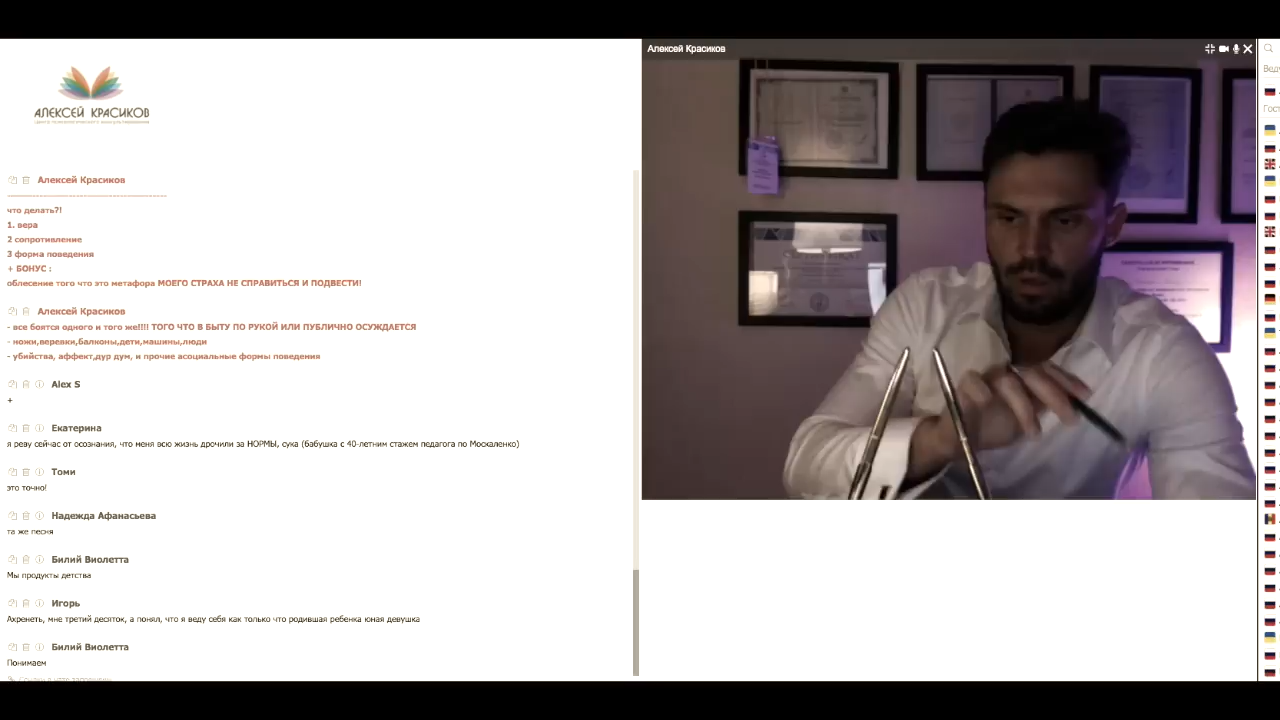 АЛЕКСЕЙ КРАСИКОВ
Алексей Красиков
что делать?!
1. вера
2 сопротивление
3 форма поведения
+ БОНУС :
облесение того что это метафора МОЕГО СТРАХА НЕ СПРАВИТЬСЯ И ПОДВЕСТИ!
Алексей Красиков
- все боятся одного и того же!!!! ТОГО ЧТО В БЫТУ ПО РУКОЙ ИЛИ ПУБЛИЧНО ОСУЖДАЕТСЯ
- ножи,веревки,балконы,дети,машины,люди
- убийства, аффект,дур дум, и прочие асоциальные формы поведения
Alex S
+
Екатерина
я реву сейчас от осознания, что меня всю жизнь дрочили за НОРМЫ, сука (бабушка с 40-летним стажем педагога по Москаленко)
Томи
это точно!
Надежда Афанасьева
та же песня
Билий Виолетта
Мы продукты детства
Игорь
Ахренеть, мне третий десяток, а понял, что я веду себя как только что родившая ребенка юная девушка
Билий Виолетта
Понимаем
Алексей Красиков
Вед
Гост